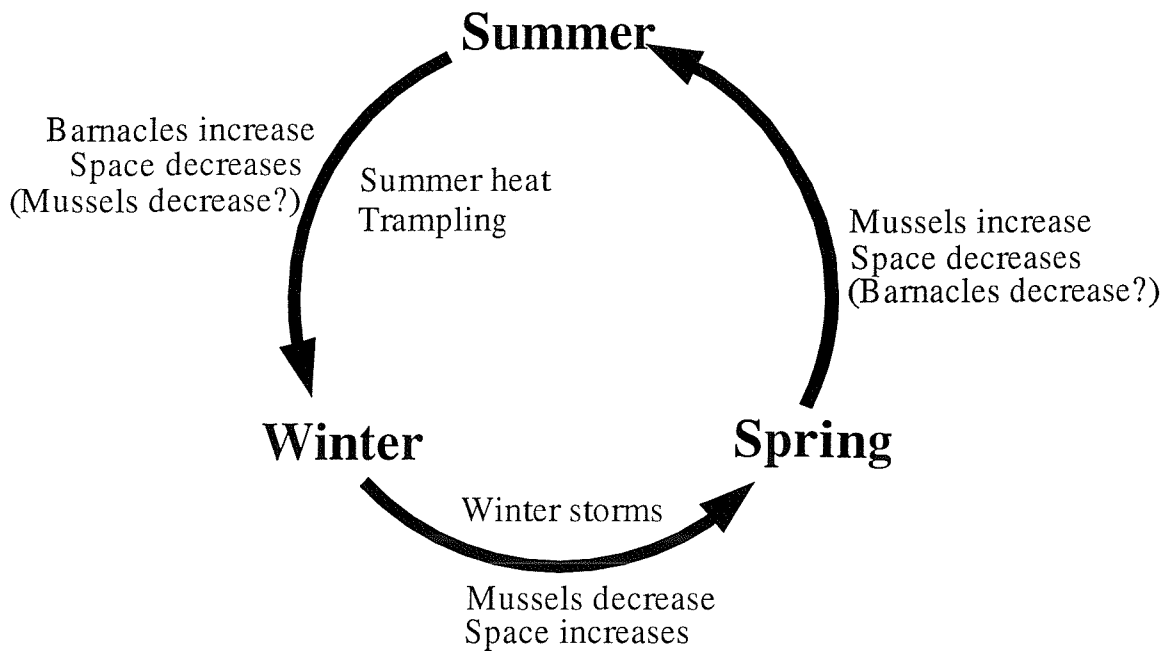 Summer
Barnacles increase
Space decreases
(Mussels decrease?)
Summer heat
Trampling
Mussels increase
Space decreases
(Barnacles decrease?)
Winter
Spring
Winter storms
Mussels decrease
Space increases